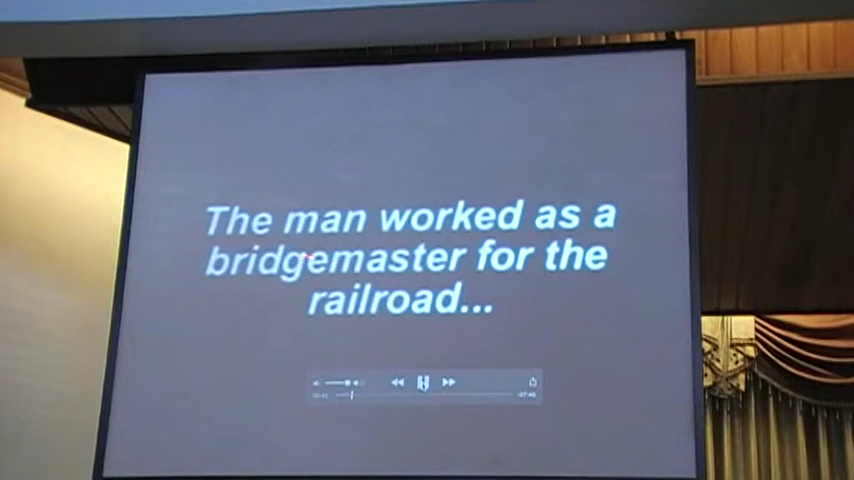 The man worked as a
bridgemaster for the
railroad...